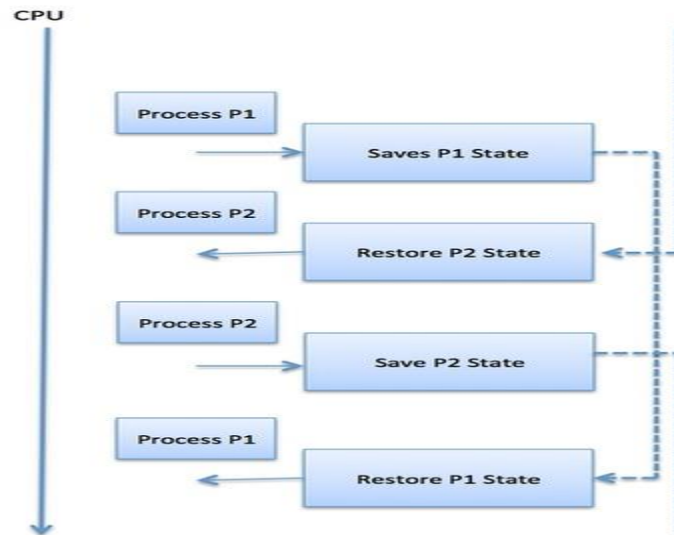 CPU
Process P1
Saves P1 State
Process P2
Restore P2 State
Process P2
Save P2 State
Process P1
Restore P1 State